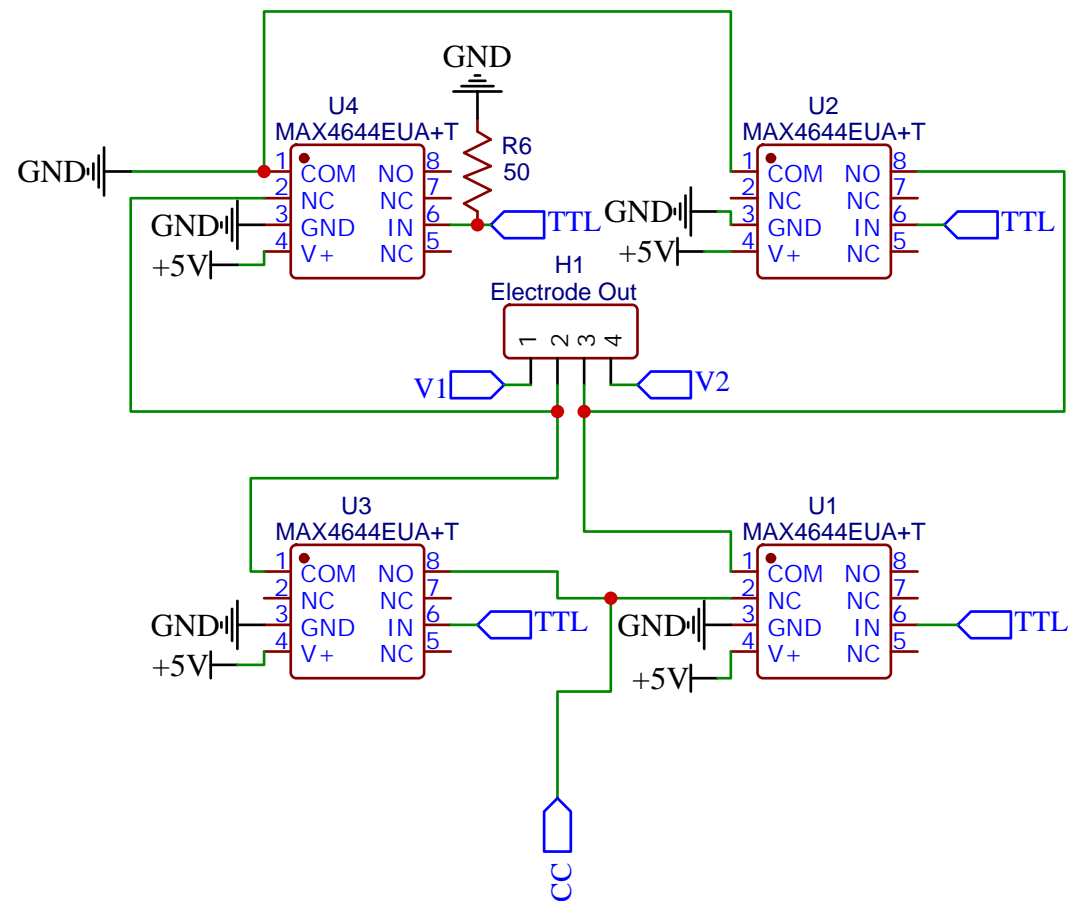 GND
U4
MAX4644EUA+T
R6
50
U2
MAX4644EUA+T
GND
1 COM NO 8
2 NC NC 7
GND 3 GND IN 6 TTL
+5V 4 V+ NC 5
1 COM NO 8
2 NC NC 7
GND 3 GND IN 6 TTL
+5V 4 V+ NC 5
H1
Electrode Out
1 2 3 4
V1
V2
U3
MAX4644EUA+T
1 COM NO 8
2 NC NC 7
GND 3 GND IN 6 TTL
+5V 4 V+ NC 5
U1
MAX4644EUA+T
1 COM NO 8
2 NC NC 7
GND 3 GND IN 6 TTL
+5V 4 V+ NC 5
CC